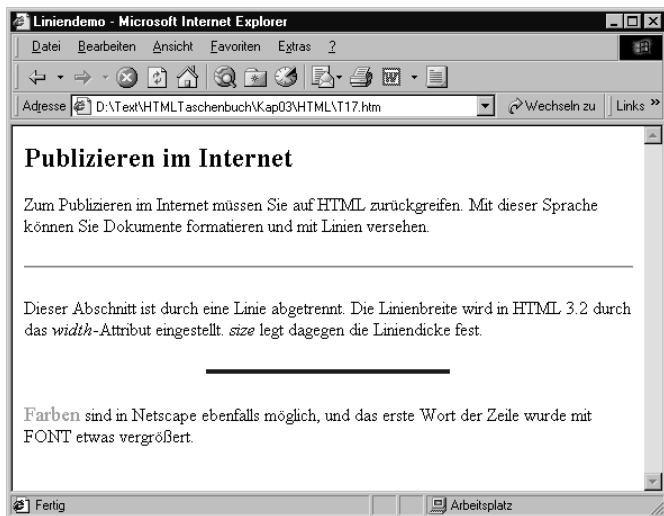 Liniendemo - Microsoft Internet Explorer
Datei Bearbeiten Ansicht Favoriten Extras ?
Adresse D:\Text\HTMLTaschenbuch\Kap03\HTML\T17.htm Wechseln zu Links »
Publizieren im Internet
Zum Publizieren im Internet müssen Sie auf HTML zurückgreifen. Mit dieser Sprache
können Sie Dokumente formatieren und mit Linien versehen.
Dieser Abschnitt ist durch eine Linie abgetrennt. Die Linienbreite wird in HTML 3.2 durch
das width-Attribut eingestellt. size legt dagegen die Liniendicke fest.
Farben sind in Netscape ebenfalls möglich, und das erste Wort der Zeile wurde mit
FONT etwas vergrößert.
Fertig Arbeitsplatz